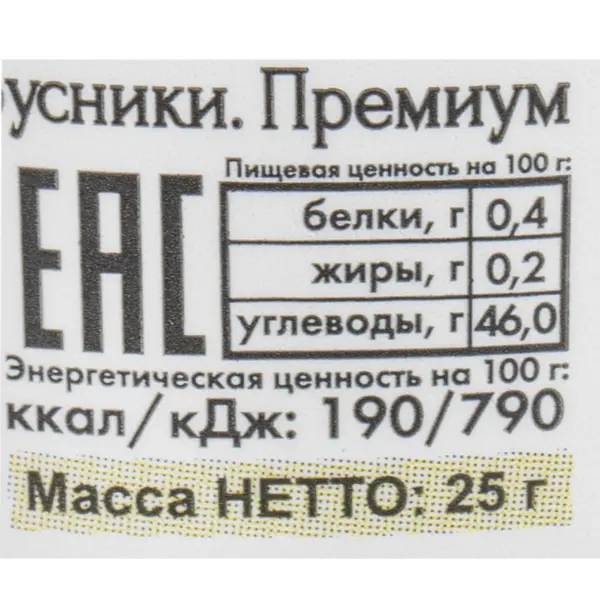 усники. Премиум
EAC
Пищевая ценность на 100 г:
белки, г 0,4
жиры, г 0,2
углеводы, г 46,0
Энергетическая ценность на 100 г:
ккал/кДж: 190/790
Масса НЕТТО: 25 г